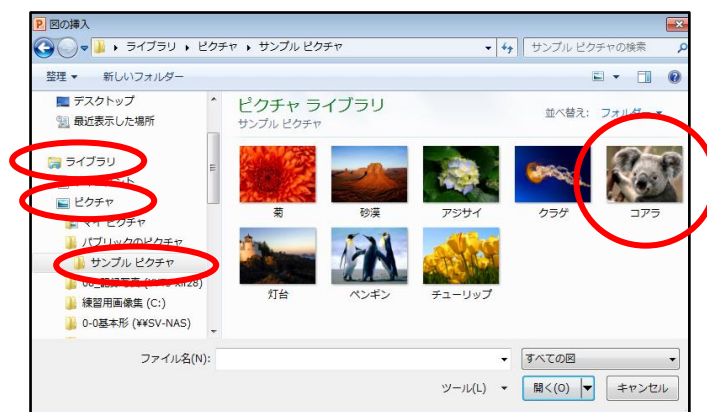 図の挿入
ライブラリ ▸ ピクチャ ▸ サンプル ピクチャ
サンプル ピクチャの検索
整理 ▼ 新しいフォルダー
デスクトップ
最近表示した場所
ライブラリ
ピクチャ
マイ ピクチャ
パブリックのピクチャ
サンプル ピクチャ
練習用画像集 (C:)
0-0基本形 (¥¥SV-NAS)
ピクチャ ライブラリ
サンプル ピクチャ
並べ替え: フォルダー ▼
菊 砂漠 アジサイ クラゲ コアラ
灯台 ペンギン チューリップ
ファイル名(N):
すべての図
ツール(L) ▼ 開く(O) ▼ キャンセル